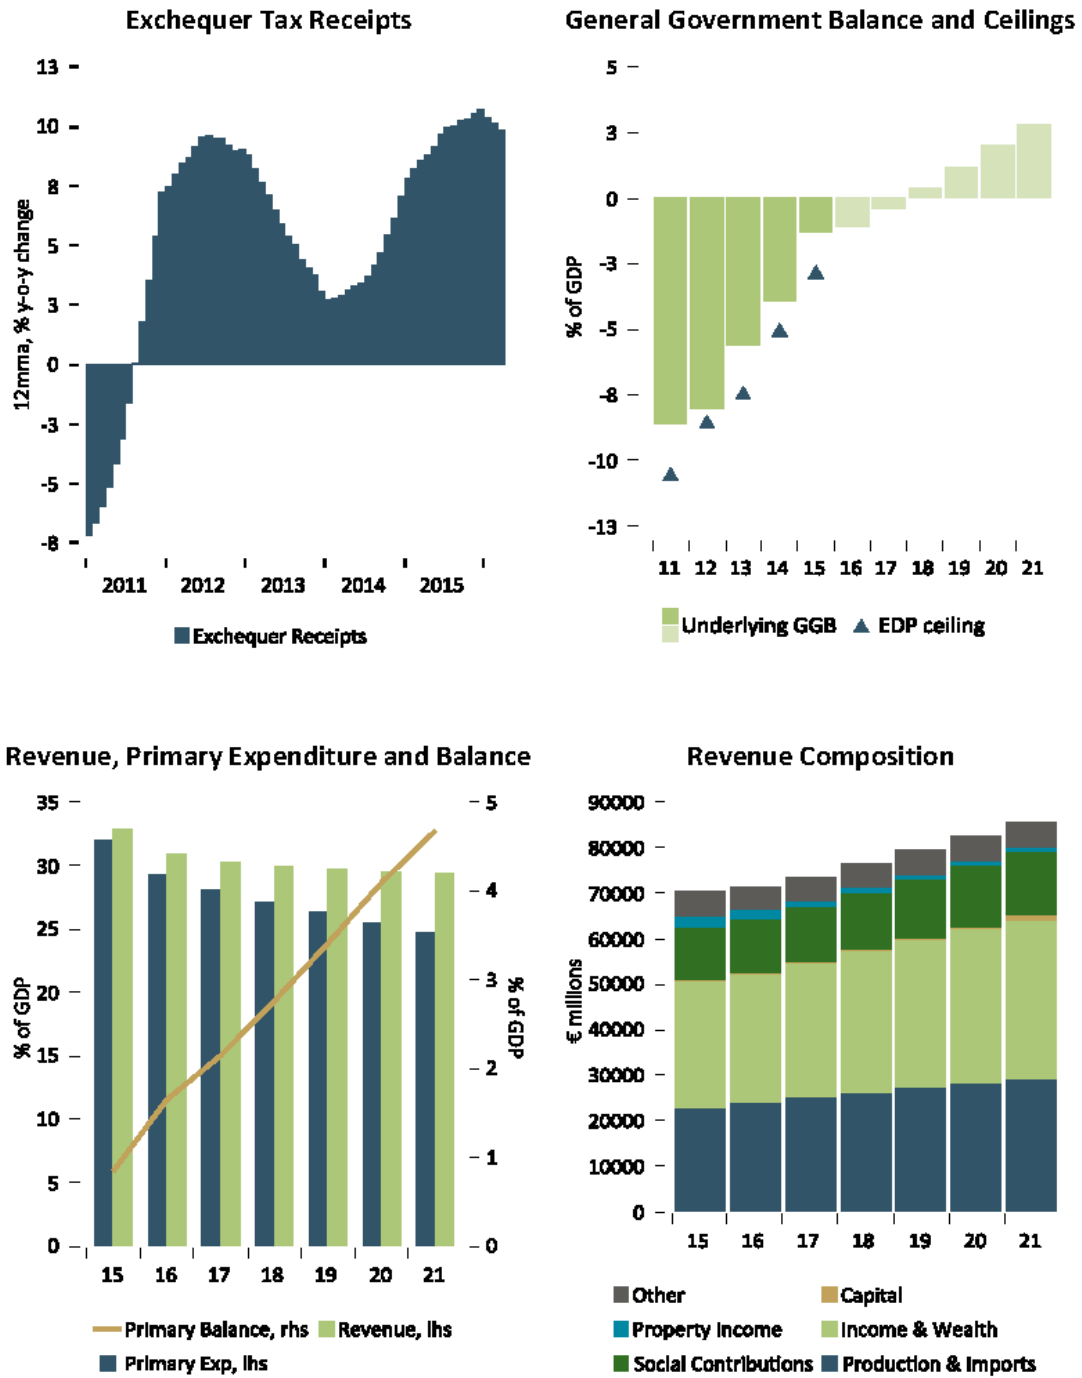 Exchequer Tax Receipts
13
10
8
5
3
0
-3
-5
-8
12mma, % y-o-y change
2011 2012 2013 2014 2015
Exchequer Receipts
General Government Balance and Ceilings
5
3
0
-3
-5
-8
-10
-13
% of GDP
11 12 13 14 15 16 17 18 19 20 21
Underlying GGB EDP ceiling
Revenue, Primary Expenditure and Balance
35
30
25
20
15
10
5
0
% of GDP
5
4
3
2
1
0
% of GDP
15 16 17 18 19 20 21
Primary Balance, rhs Revenue, lhs
Primary Exp, lhs
Revenue Composition
90000
80000
70000
60000
50000
40000
30000
20000
10000
0
€ millions
15 16 17 18 19 20 21
Other Capital
Property Income Income & Wealth
Social Contributions Production & Imports